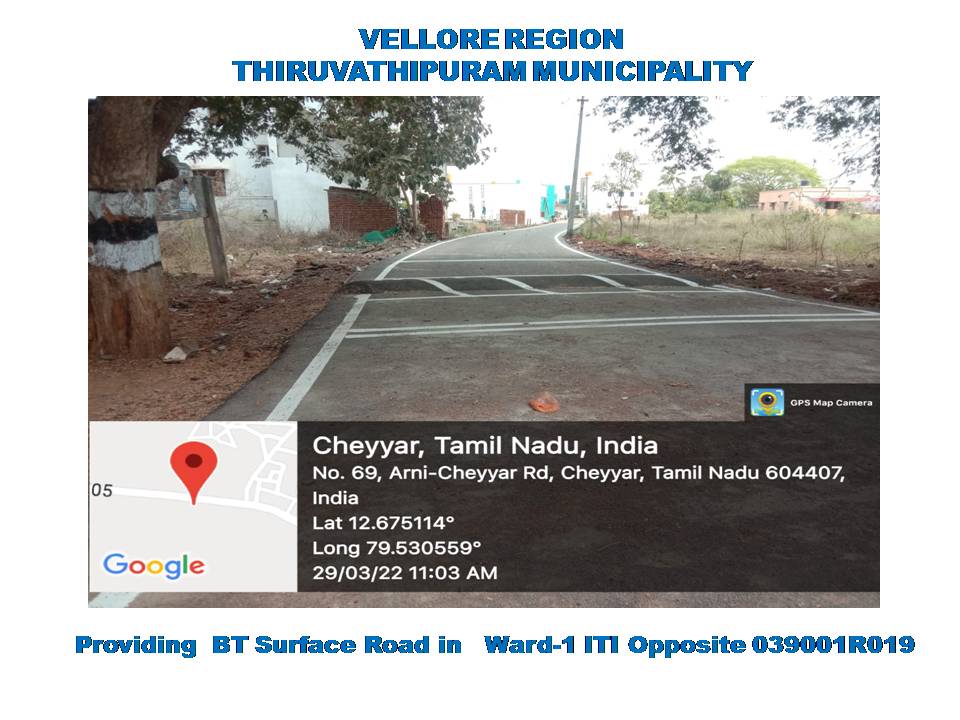 VELLORE REGION
THIRUVATHIPURAM MUNICIPALITY
GPS Map Camera
Cheyyar, Tamil Nadu, India
No. 69, Arni-Cheyyar Rd, Cheyyar, Tamil Nadu 604407,
India
Lat 12.675114°
Long 79.530559°
29/03/22 11:03 AM
05
Google
Providing BT Surface Road in Ward-1 ITI Opposite 039001R019